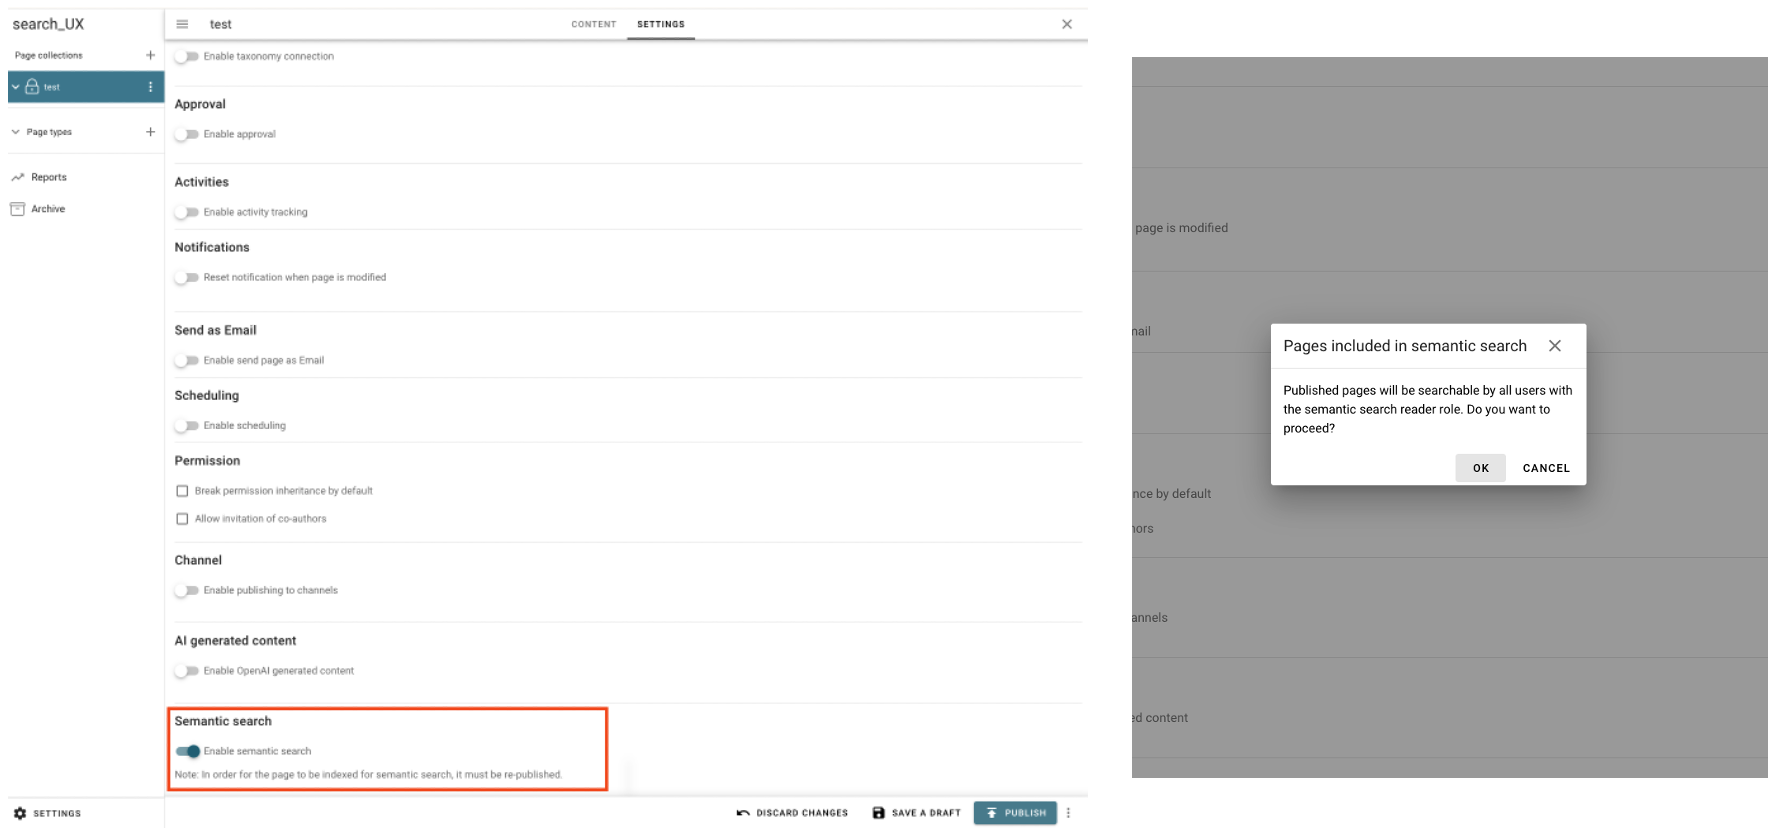 search_UX
Page collections
test
Page types
Reports
Archive
SETTINGS
test
CONTENT
SETTINGS
Enable taxonomy connection
Approval
Enable approval
Activities
Enable activity tracking
Notifications
Reset notification when page is modified
Send as Email
Enable send page as Email
Scheduling
Enable scheduling
Permission
Break permission inheritance by default
Allow invitation of co-authors
Channel
Enable publishing to channels
AI generated content
Enable OpenAI generated content
Semantic search
Enable semantic search
Note: In order for the page to be indexed for semantic search, it must be re-published.
DISCARD CHANGES
SAVE A DRAFT
PUBLISH
page is modified
nail
Pages included in semantic search
Published pages will be searchable by all users with
the semantic search reader role. Do you want to
proceed?
OK
CANCEL
nce by default
nors
annels
ed content